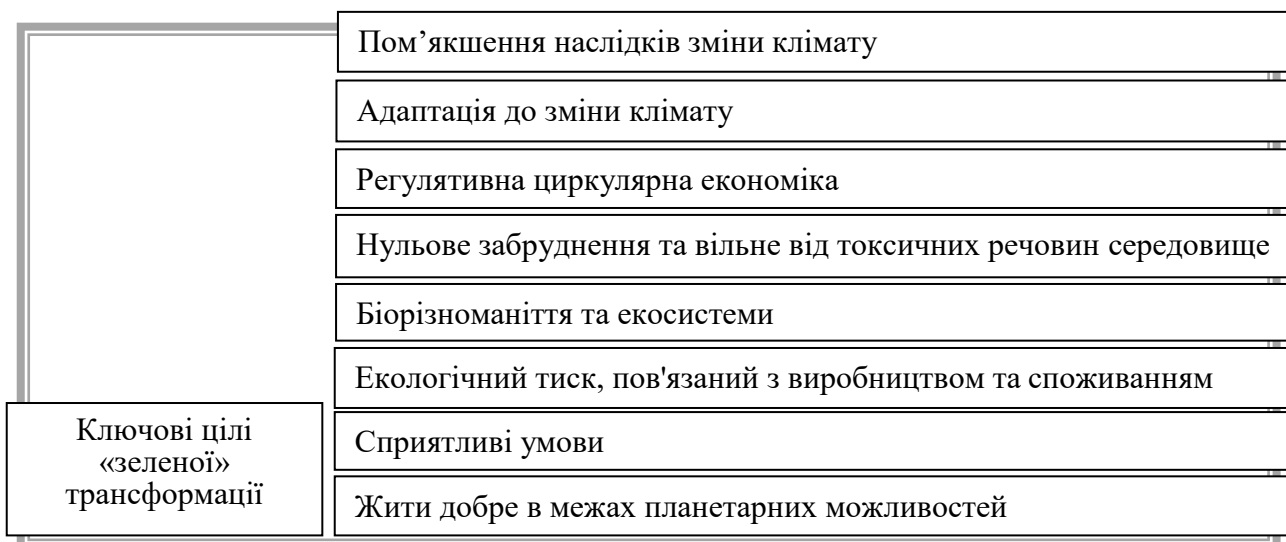 Пом’якшення наслідків зміни клімату
Адаптація до зміни клімату
Регулятивна циркулярна економіка
Нульове забруднення та вільне від токсичних речовин середовище
Біорізноманіття та екосистеми
Екологічний тиск, пов'язаний з виробництвом та споживанням
Ключові цілі
«зеленої»
трансформації
Сприятливі умови
Жити добре в межах планетарних можливостей